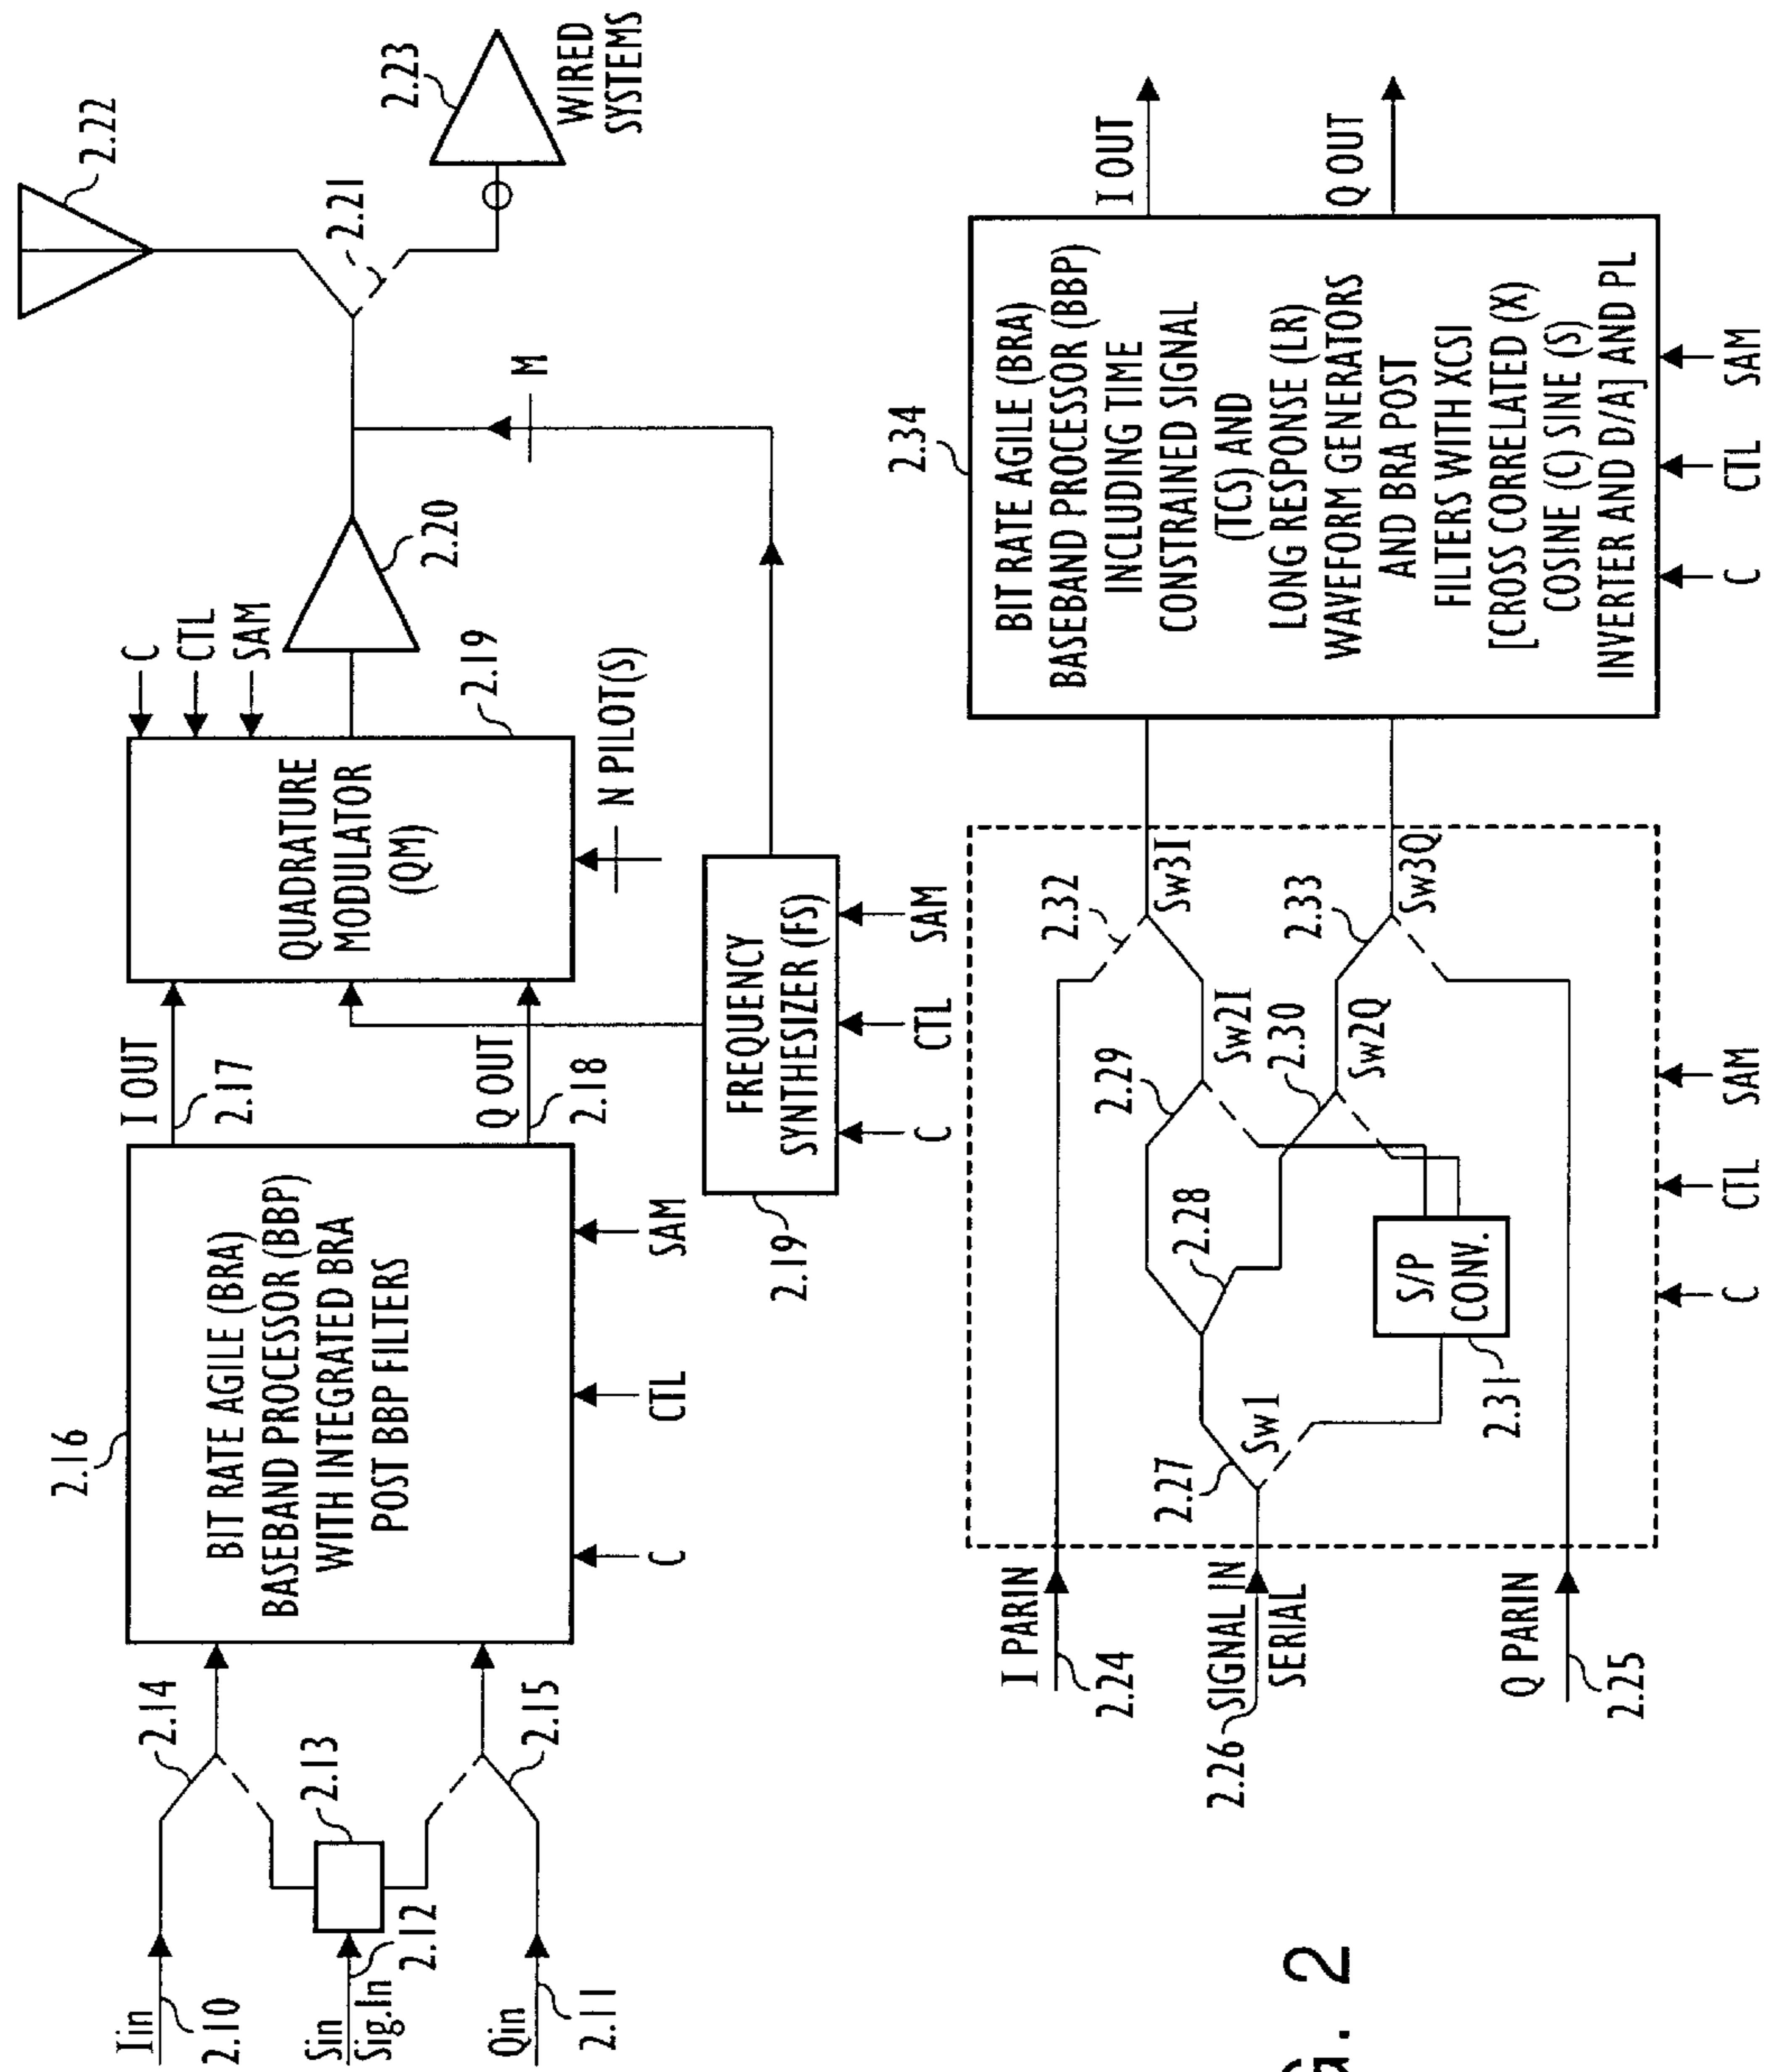 Iin
2.10
Sin
Sig.In
2.12
Qin
2.11
2.13
2.14
2.15
2.16
BIT RATE AGILE (BRA)
BASEBAND PROCESSOR (BBP)
WITH INTEGRATED BRA
POST BBP FILTERS
C
CTL
SAM
I OUT
2.17
Q OUT
2.18
QUADRATURE
MODULATOR
(QM)
C
CTL
SAM
2.19
N PILOT(S)
FREQUENCY
SYNTHESIZER (FS)
2.19
C
CTL
SAM
2.20
M
2.21
2.22
2.23
WIRED
SYSTEMS
I PARIN
2.24
2.26
SIGNAL IN
SERIAL
Q PARIN
2.25
2.27
Sw1
2.28
2.29
Sw2I
2.30
Sw2Q
S/P
CONV.
2.31
2.32
Sw3I
2.33
Sw3Q
C
CTL
SAM
2.34
BIT RATE AGILE (BRA)
BASEBAND PROCESSOR (BBP)
INCLUDING TIME
CONSTRAINED SIGNAL
(TCS) AND
LONG RESPONSE (LR)
WAVEFORM GENERATORS
AND BRA POST
FILTERS WITH XCSI
[CROSS CORRELATED (X)
COSINE (C) SINE (S)
INVERTER AND D/A] AND PL
C
CTL
SAM
I OUT
Q OUT
G. 2